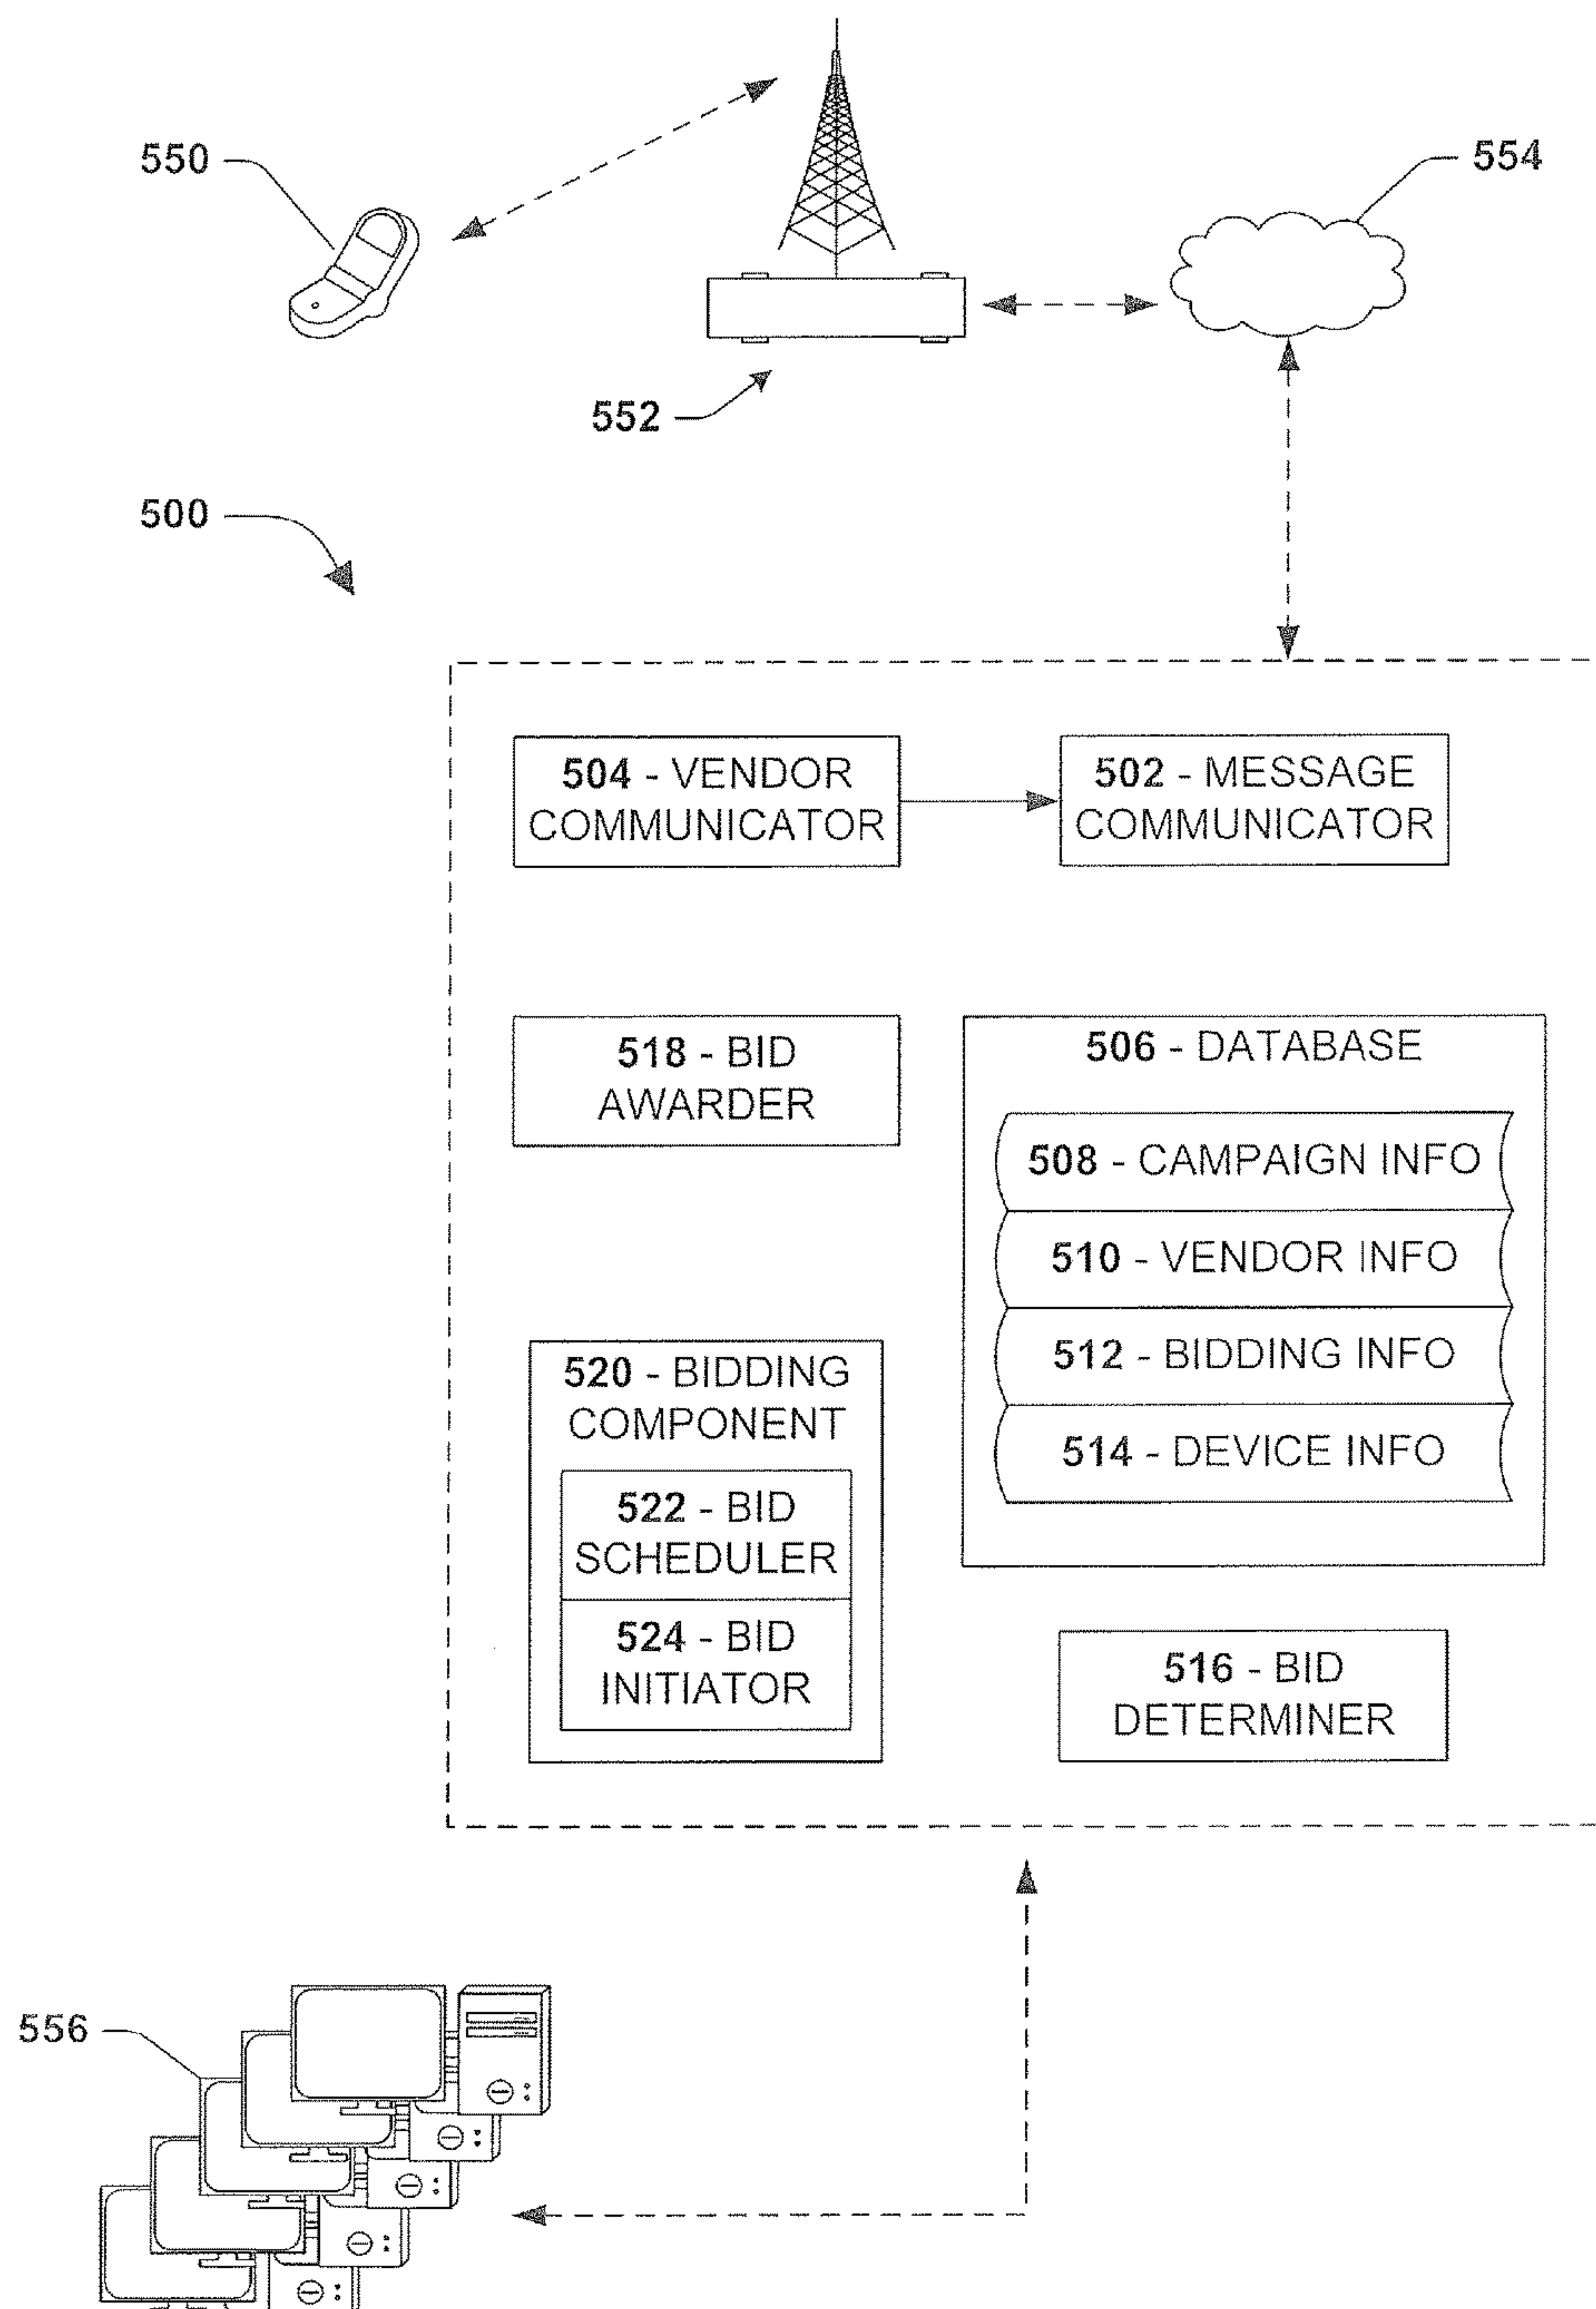 550
554
552
500
504 - VENDOR
COMMUNICATOR
502 - MESSAGE
COMMUNICATOR
518 - BID
AWARDER
506 - DATABASE
508 - CAMPAIGN INFO
510 - VENDOR INFO
512 - BIDDING INFO
514 - DEVICE INFO
520 - BIDDING
COMPONENT
522 - BID
SCHEDULER
524 - BID
INITIATOR
516 - BID
DETERMINER
556